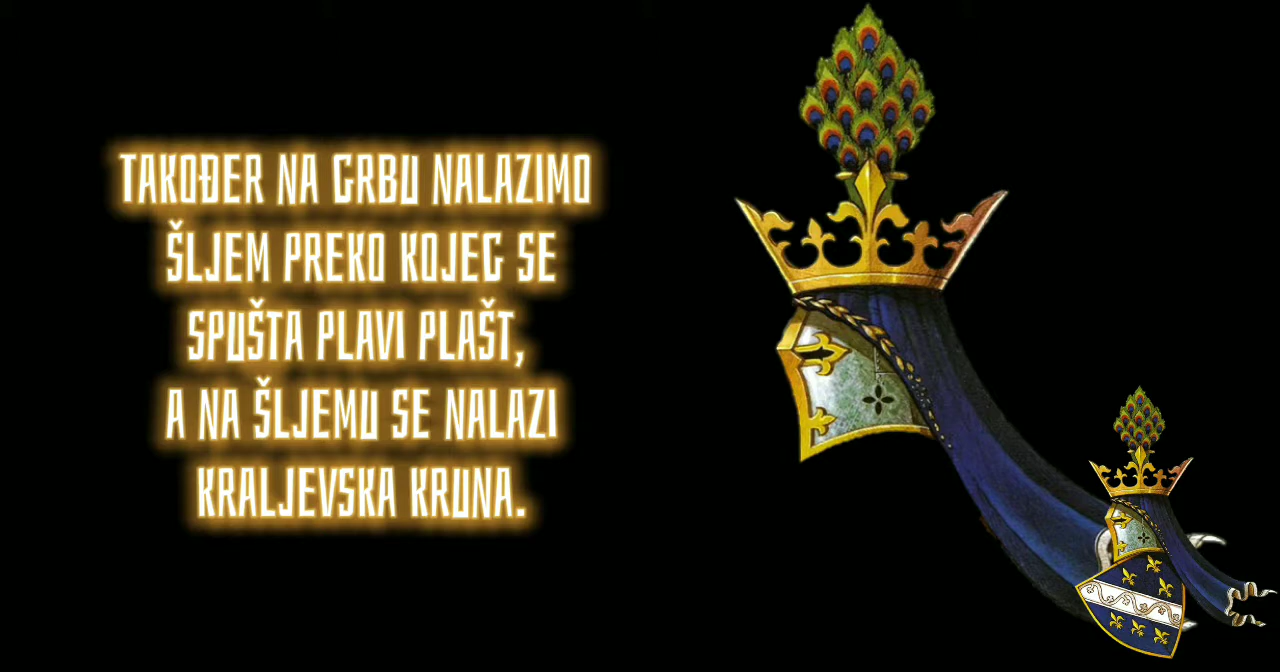 TAKOĐER NA GRBU NALAZIMO
ŠLJEM PREKO KOJEG SE
SPUŠTA PLAVI PLAŠT,
A NA ŠLJEMU SE NALAZI
KRALJEVSKA KRUNA.